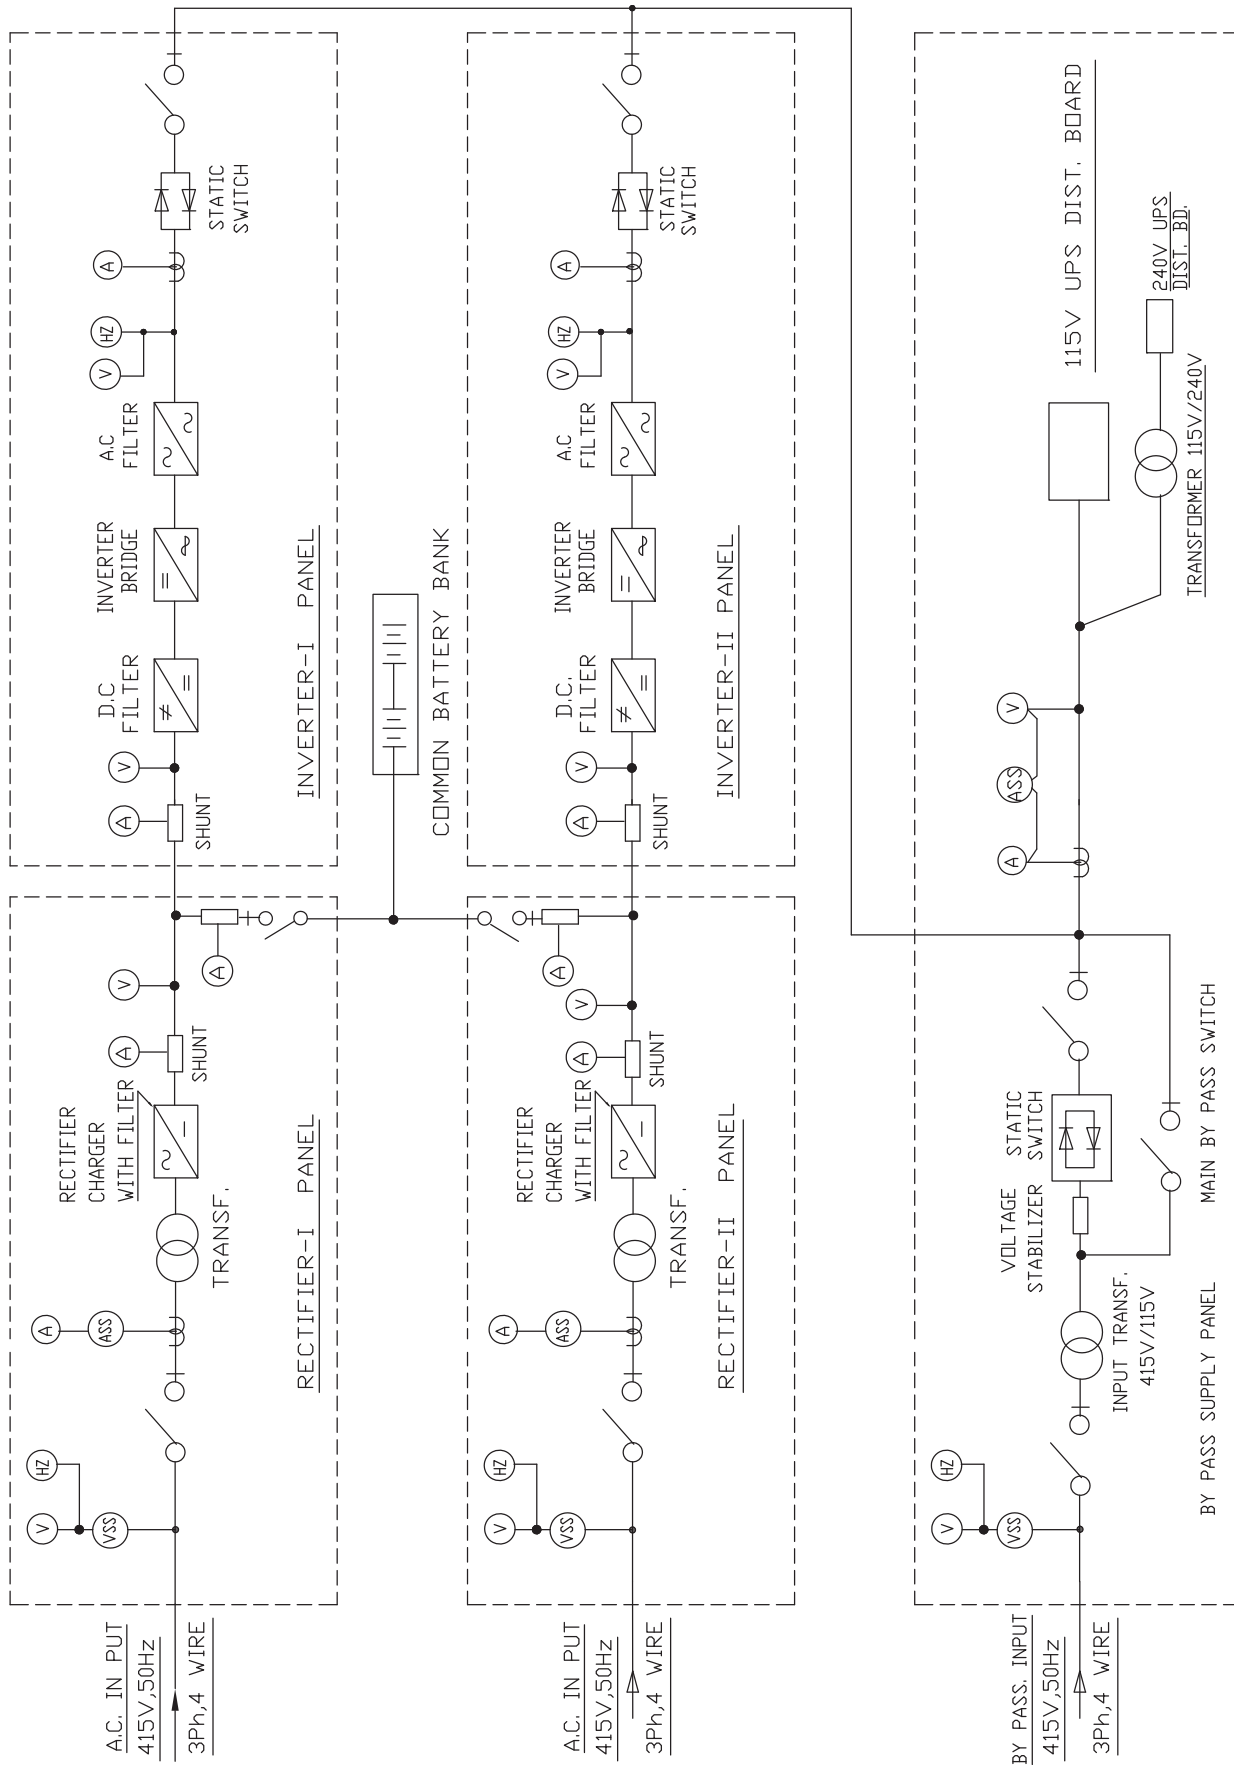 A.C. IN PUT
415V,50Hz
3Ph,4 WIRE
V
HZ
VSS
A
ASS
TRANSF.
RECTIFIER
CHARGER
WITH FILTER
A
SHUNT
V
A
RECTIFIER-I PANEL
A
SHUNT
V
D.C
FILTER
INVERTER
BRIDGE
A.C
FILTER
V
HZ
A
STATIC
SWITCH
INVERTER-I PANEL
COMMON BATTERY BANK
A.C. IN PUT
415V,50Hz
3Ph,4 WIRE
V
HZ
VSS
A
ASS
TRANSF.
RECTIFIER
CHARGER
WITH FILTER
A
SHUNT
V
A
RECTIFIER-II PANEL
A
SHUNT
V
D.C.
FILTER
INVERTER
BRIDGE
A.C
FILTER
V
HZ
A
STATIC
SWITCH
INVERTER-II PANEL
BY PASS. INPUT
415V,50Hz
3Ph,4 WIRE
V
HZ
VSS
INPUT TRANSF.
415V/115V
VOLTAGE
STABILIZER
STATIC
SWITCH
MAIN BY PASS SWITCH
BY PASS SUPPLY PANEL
A
ASS
V
TRANSFORMER 115V/240V
115V UPS DIST. BOARD
240V UPS
DIST. BD.